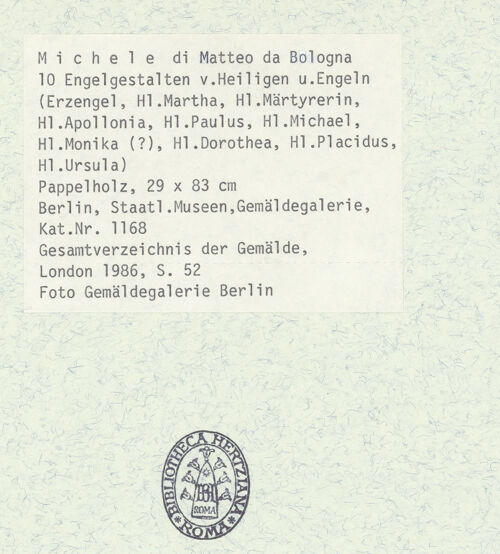 M i c h e l e  di Matteo da Bologna
10 Engelgestalten v.Heiligen u.Engeln
(Erzengel, Hl.Martha, Hl.Märtyrerin,
Hl.Apollonia, Hl.Paulus, Hl.Michael,
Hl.Monika (?), Hl.Dorothea, Hl.Placidus,
Hl.Ursula)
Pappelholz, 29 x 83 cm
Berlin, Staatl.Museen,Gemäldegalerie,
Kat.Nr. 1168
Gesamtverzeichnis der Gemälde,
London 1986, S. 52
Foto Gemäldegalerie Berlin
BIBLIOTHECA HERTZIANA
BH
ROMA
* ROMA *